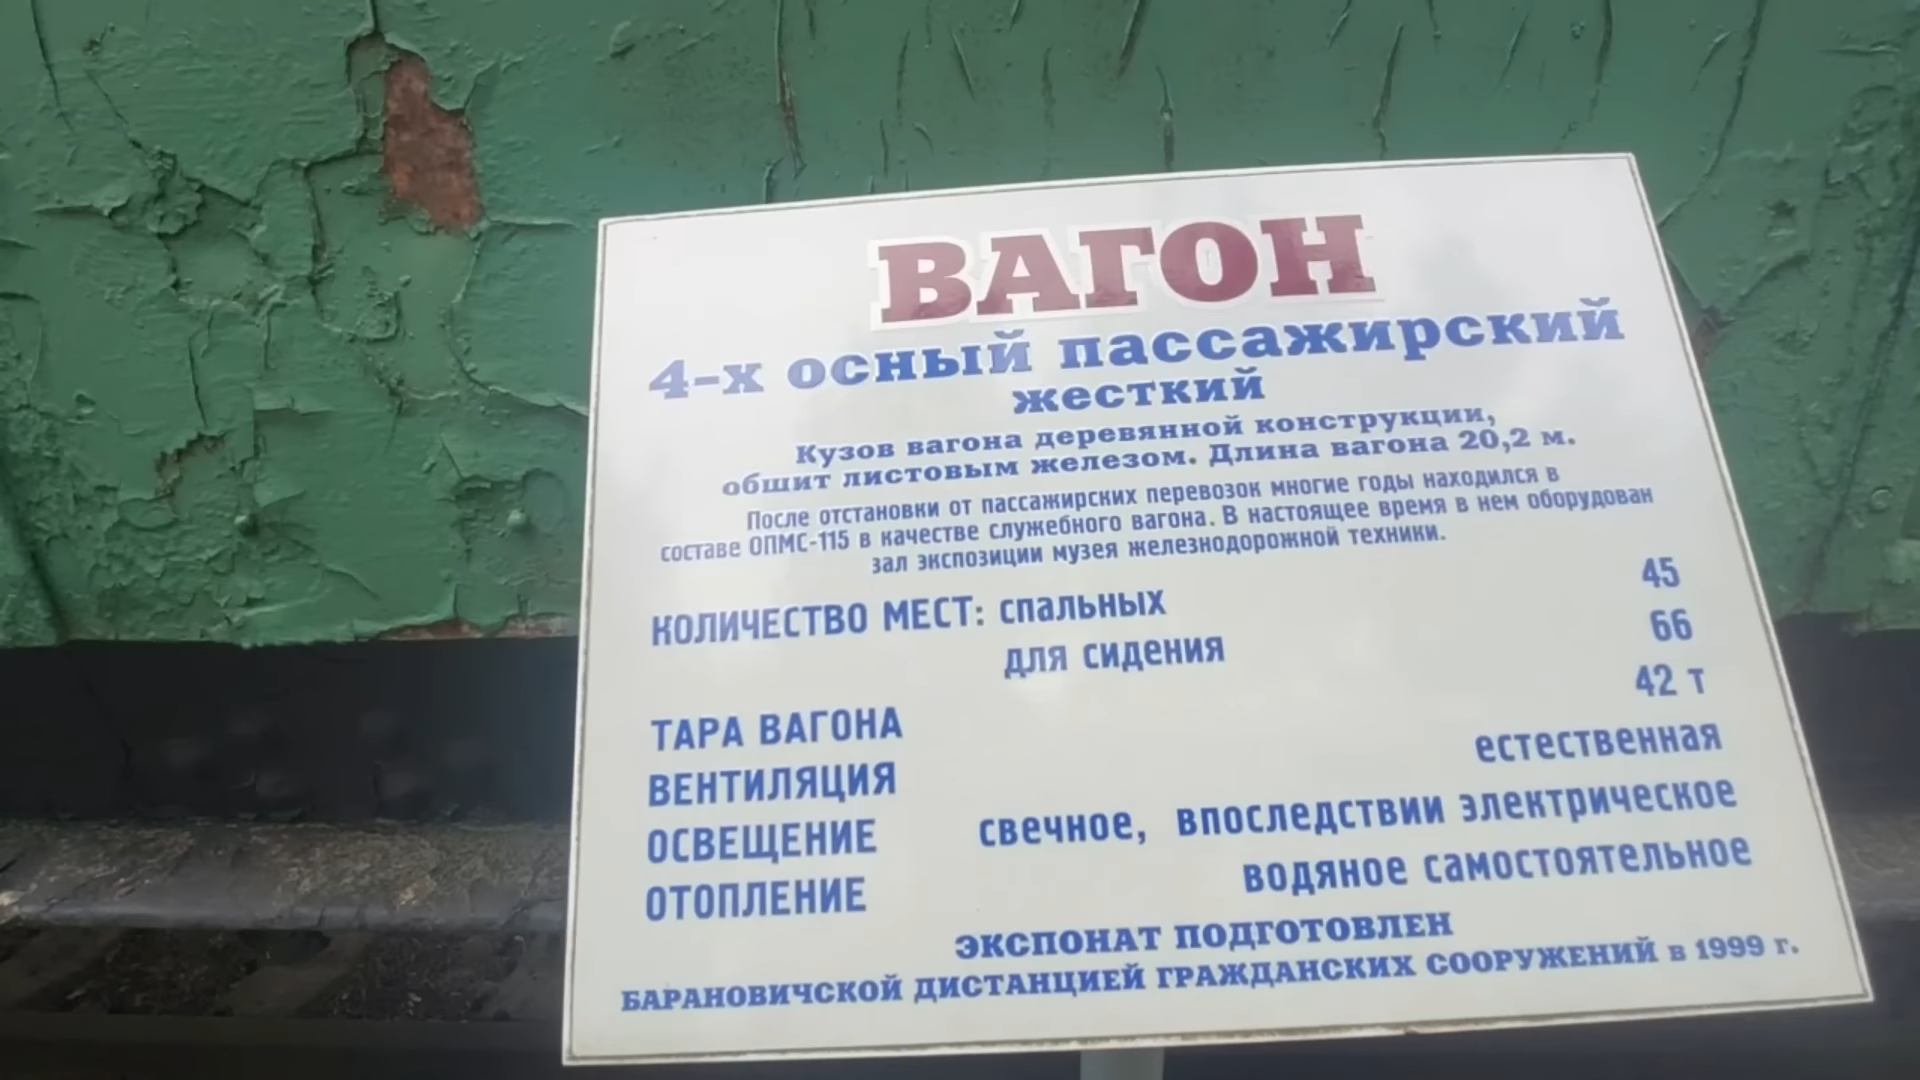 ВАГОН
4-х осный пассажирский
жесткий
Кузов вагона деревянной конструкции,
обшит листовым железом. Длина вагона 20,2 м.
После отстановки от пассажирских перевозок многие годы находился в
составе ОПМС-115 в качестве служебного вагона. В настоящее время в нем оборудован
зал экспозиции музея железнодорожной техники.
КОЛИЧЕСТВО МЕСТ: спальных 45
для сидения 66
ТАРА ВАГОНА 42 т
ВЕНТИЛЯЦИЯ естественная
ОСВЕЩЕНИЕ свечное, впоследствии электрическое
ОТОПЛЕНИЕ водяное самостоятельное
ЭКСПОНАТ ПОДГОТОВЛЕН
БАРАНОВИЧСКОЙ ДИСТАНЦИЕЙ ГРАЖДАНСКИХ СООРУЖЕНИЙ в 1999 г.